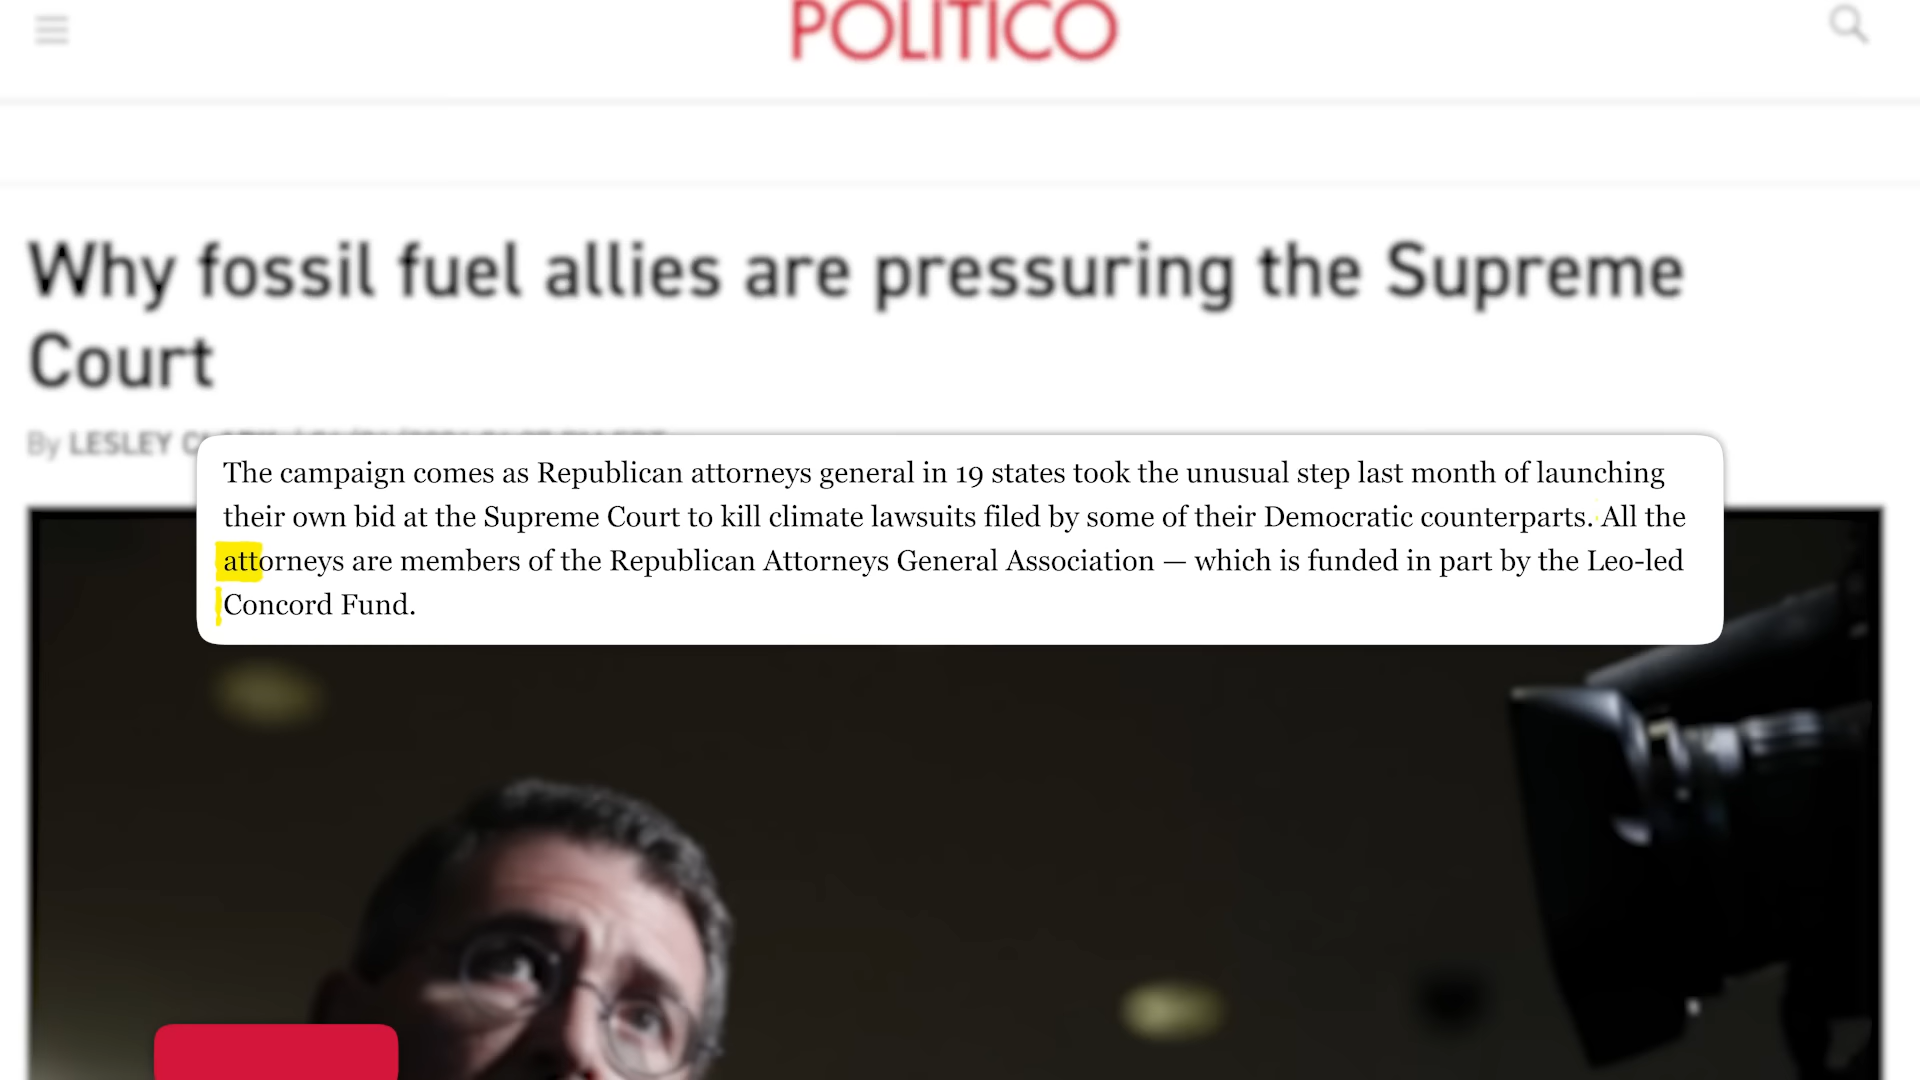 POLITICO
Why fossil fuel allies are pressuring the Supreme
Court
By LESLEY
The campaign comes as Republican attorneys general in 19 states took the unusual step last month of launching
their own bid at the Supreme Court to kill climate lawsuits filed by some of their Democratic counterparts. All the
attorneys are members of the Republican Attorneys General Association — which is funded in part by the Leo-led
Concord Fund.